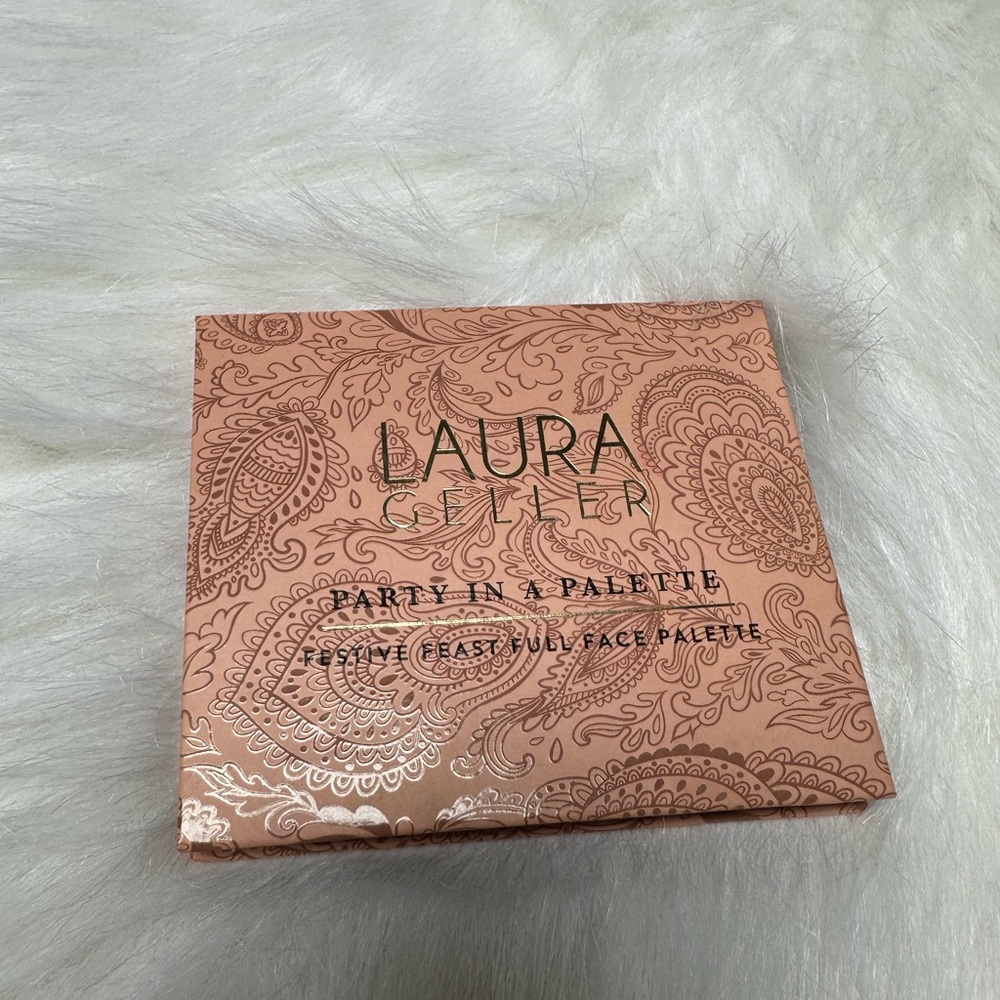 LAURA
GELLER
PARTY IN A PALETTE
FESTIVE FEAST FULL FACE PALETTE